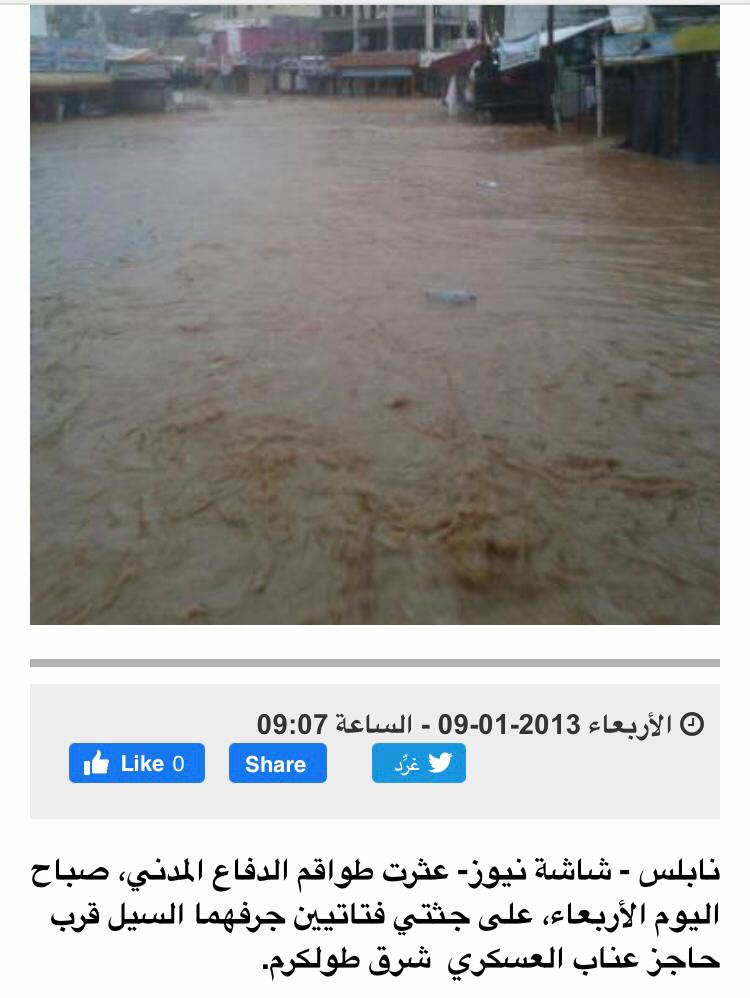 الأربعاء 2013-01-09 - الساعة 09:07
Like 0 Share غرِّد
نابلس - شاشة نيوز- عثرت طواقم الدفاع المدني، صباح
اليوم الأربعاء، على جثتي فتاتيين جرفهما السيل قرب
حاجز عناب العسكري  شرق طولكرم.